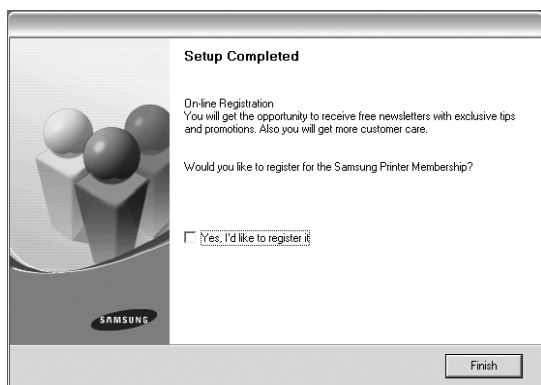 Setup Completed
On-line Registration
You will get the opportunity to receive free newsletters with exclusive tips
and promotions. Also you will get more customer care.
Would you like to register for the Samsung Printer Membership?
Yes, I'd like to register it
SAMSUNG
Finish